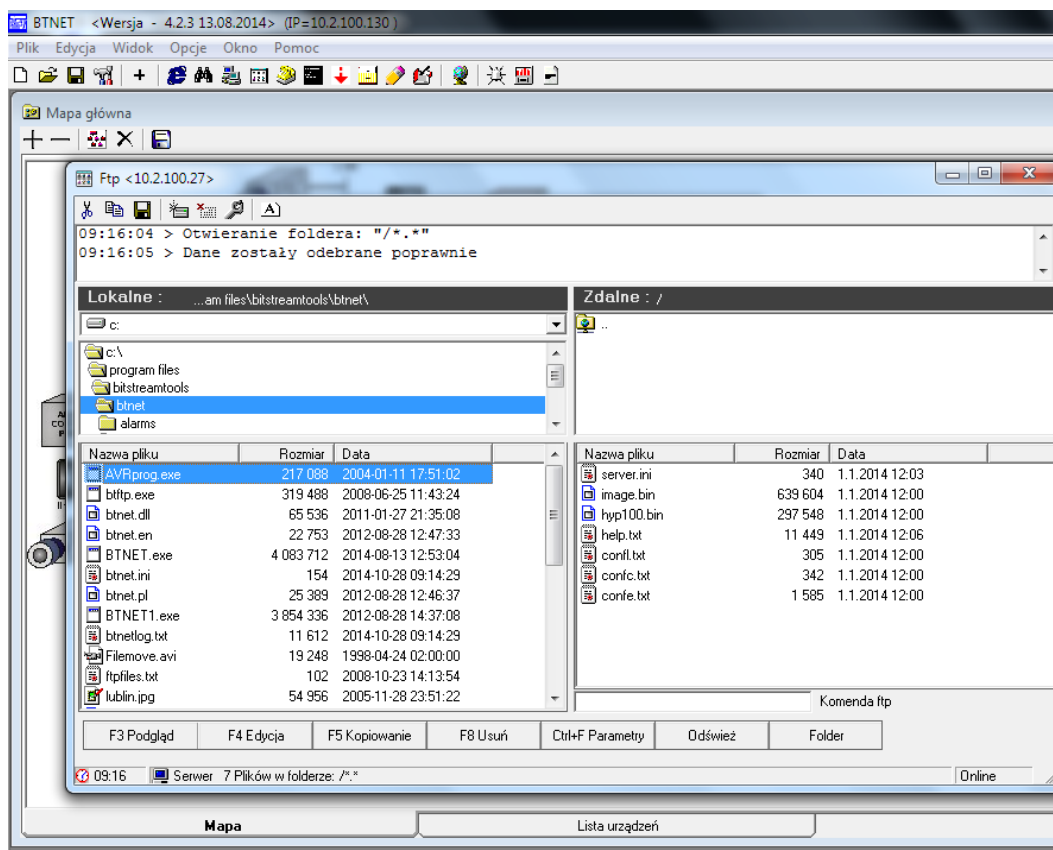 BTNET <Wersja - 4.2.3 13.08.2014> (IP=10.2.100.130 )
Plik Edycja Widok Opcje Okno Pomoc
Mapa główna
Ftp <10.2.100.27>
09:16:04 > Otwieranie foldera: "/*.*"
09:16:05 > Dane zostały odebrane poprawnie
Lokalne : ...am files\bitstreamtools\btnet\
Zdalne : /
c:
..
c:\
program files
bitstreamtools
btnet
alarms
Nazwa pliku Rozmiar Data
AVRprog.exe 217 088 2004-01-11 17:51:02
btftp.exe 319 488 2008-06-25 11:43:24
btnet.dll 65 536 2011-01-27 21:35:08
btnet.en 22 753 2012-08-28 12:47:33
BTNET.exe 4 083 712 2014-08-13 12:53:04
btnet.ini 154 2014-10-28 09:14:29
btnet.pl 25 389 2012-08-28 12:46:37
BTNET1.exe 3 854 336 2012-08-28 14:37:08
btnetlog.txt 11 612 2014-10-28 09:14:29
Filemove.avi 19 248 1998-04-24 02:00:00
ftpfiles.txt 102 2008-10-23 14:13:54
lublin.jpg 54 956 2005-11-28 23:51:22
Nazwa pliku Rozmiar Data
server.ini 340 1.1.2014 12:03
image.bin 639 604 1.1.2014 12:00
hyp100.bin 297 548 1.1.2014 12:00
help.txt 11 449 1.1.2014 12:06
confl.txt 305 1.1.2014 12:00
confc.txt 342 1.1.2014 12:00
confe.txt 1 585 1.1.2014 12:00
Komenda ftp
F3 Podgląd F4 Edycja F5 Kopiowanie F8 Usuń Ctrl+F Parametry Odśwież Folder
09:16 Serwer 7 Plików w folderze: /*.* Online
Mapa Lista urządzeń